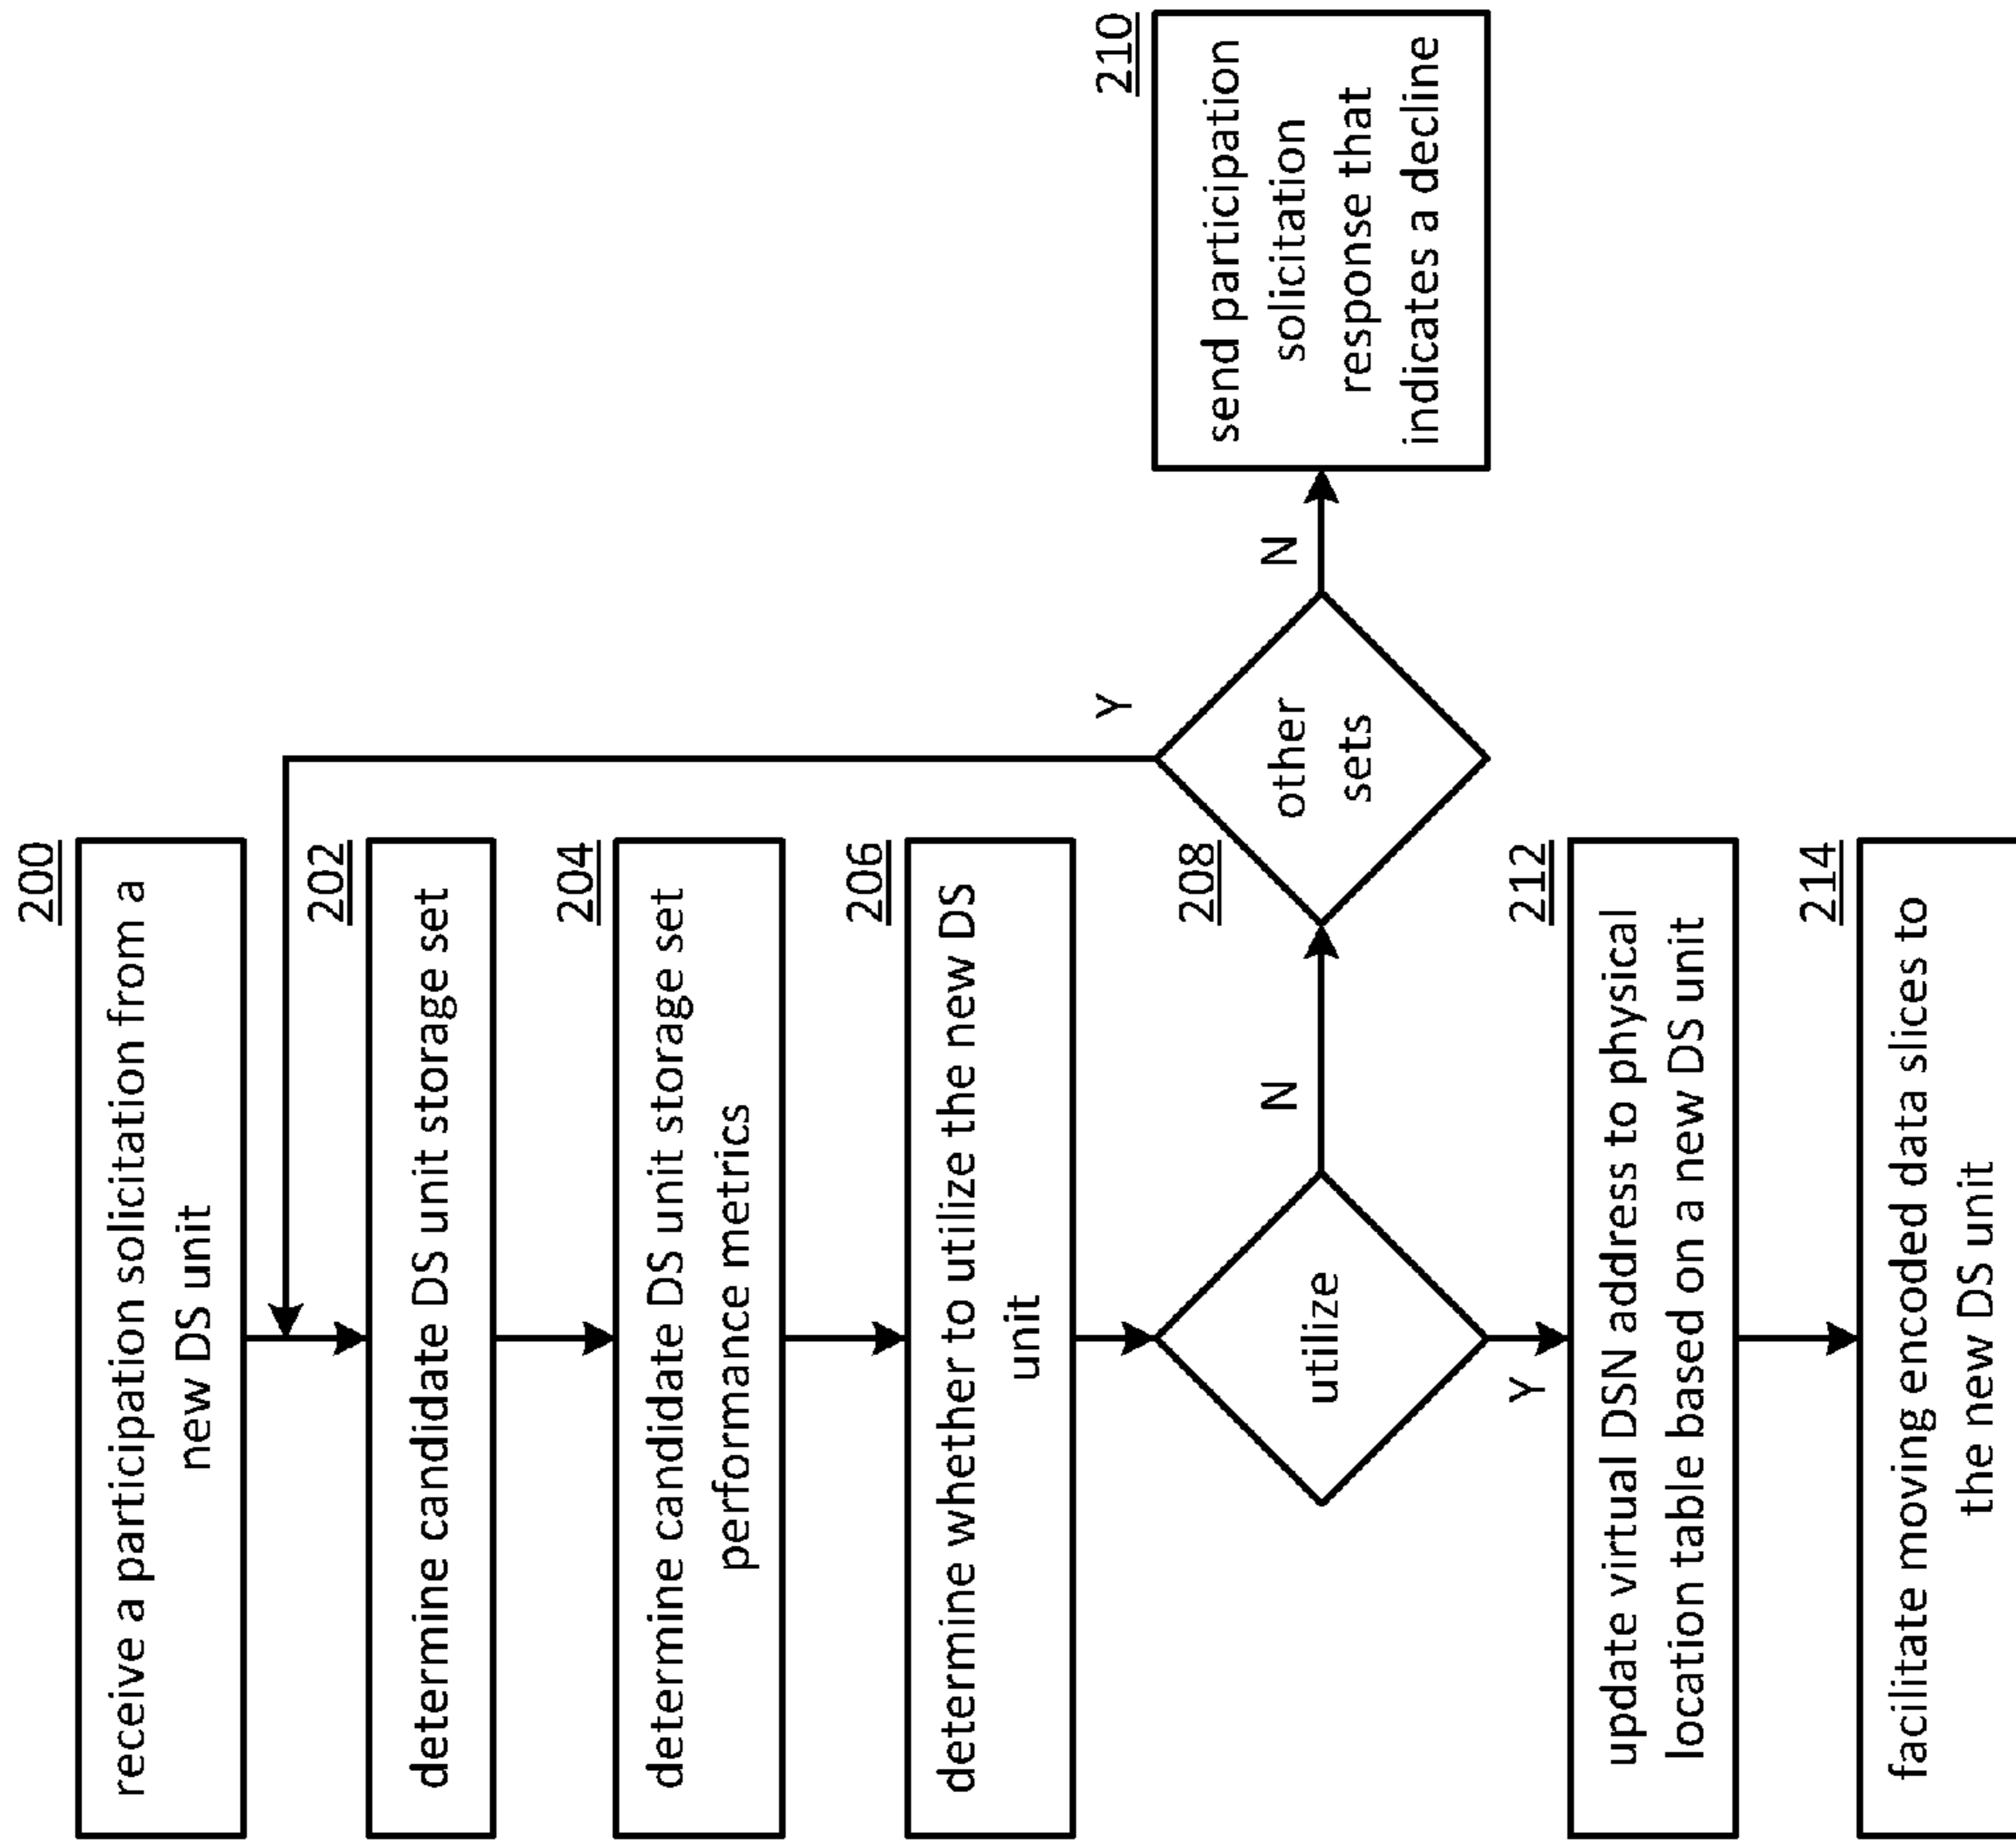 200
receive a participation solicitation from a
new DS unit
202
determine candidate DS unit storage set
204
determine candidate DS unit storage set
performance metrics
206
determine whether to utilize the new DS
unit
utilize
N
Y
208
other
sets
Y
N
210
send participation
solicitation
response that
indicates a decline
212
update virtual DSN address to physical
location table based on a new DS unit
214
facilitate moving encoded data slices to
the new DS unit